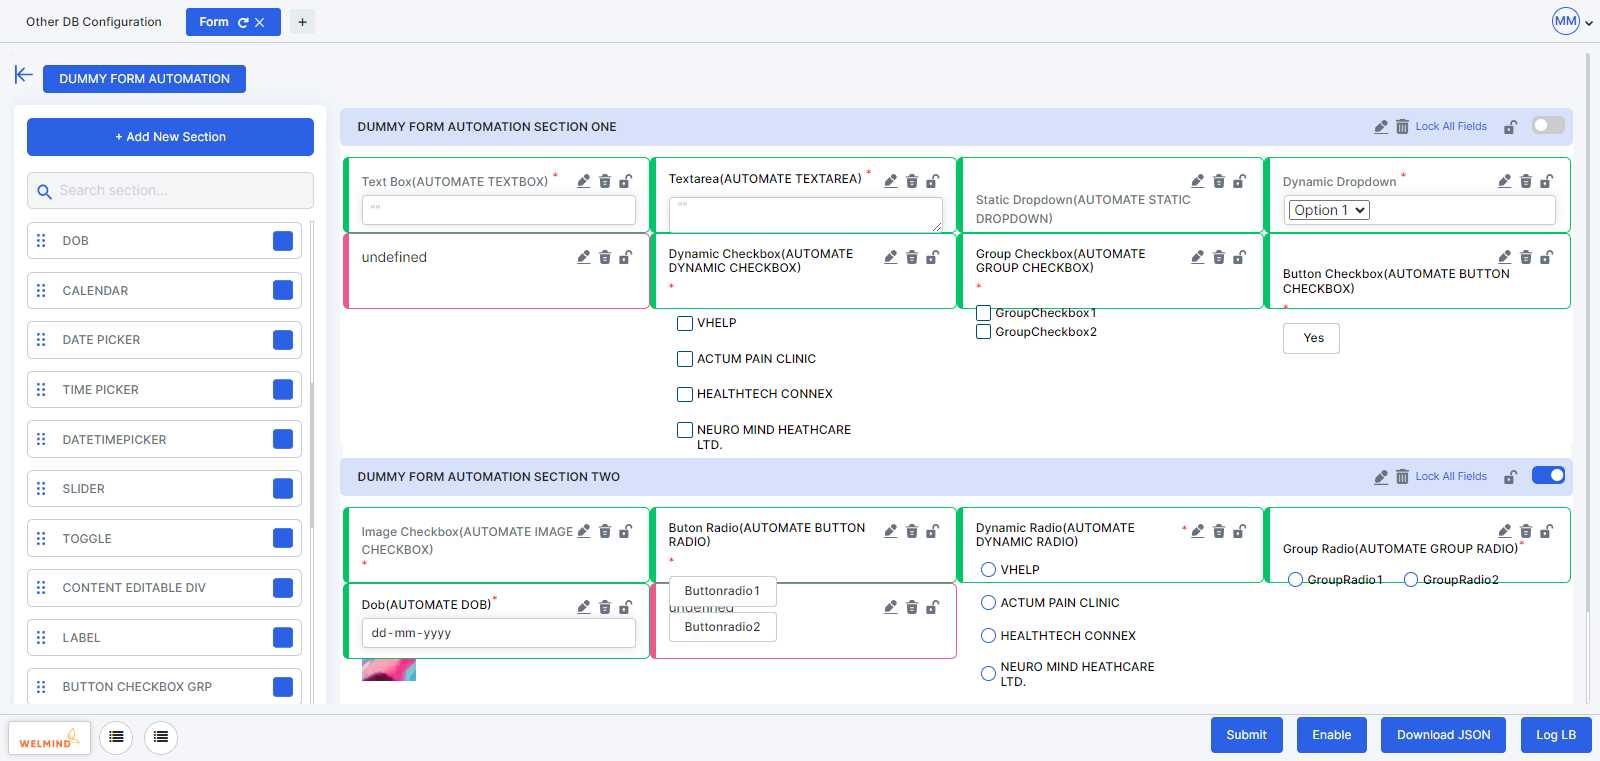 Other DB Configuration
Form
+
MM
DUMMY FORM AUTOMATION
+ Add New Section
Search section...
DOB
CALENDAR
DATE PICKER
TIME PICKER
DATETIMEPICKER
SLIDER
TOGGLE
CONTENT EDITABLE DIV
LABEL
BUTTON CHECKBOX GRP
DUMMY FORM AUTOMATION SECTION ONE
Lock All Fields
Text Box(AUTOMATE TEXTBOX) *
""
Textarea(AUTOMATE TEXTAREA) *
""
Static Dropdown(AUTOMATE STATIC
DROPDOWN)
Dynamic Dropdown *
Option 1
undefined
Dynamic Checkbox(AUTOMATE
DYNAMIC CHECKBOX)
*
VHELP
ACTUM PAIN CLINIC
HEALTHTECH CONNEX
NEURO MIND HEATHCARE
LTD.
Group Checkbox(AUTOMATE
GROUP CHECKBOX)
*
GroupCheckbox1
GroupCheckbox2
Button Checkbox(AUTOMATE BUTTON
CHECKBOX)
*
Yes
DUMMY FORM AUTOMATION SECTION TWO
Lock All Fields
Image Checkbox(AUTOMATE IMAGE
CHECKBOX)
*
Buton Radio(AUTOMATE BUTTON
RADIO)
*
Buttonradio1
Buttonradio2
Dynamic Radio(AUTOMATE *
DYNAMIC RADIO)
VHELP
ACTUM PAIN CLINIC
HEALTHTECH CONNEX
NEURO MIND HEATHCARE
LTD.
Group Radio(AUTOMATE GROUP RADIO)*
GroupRadio1
GroupRadio2
Dob(AUTOMATE DOB)*
dd-mm-yyyy
undefined
WELMIND
Submit
Enable
Download JSON
Log LB